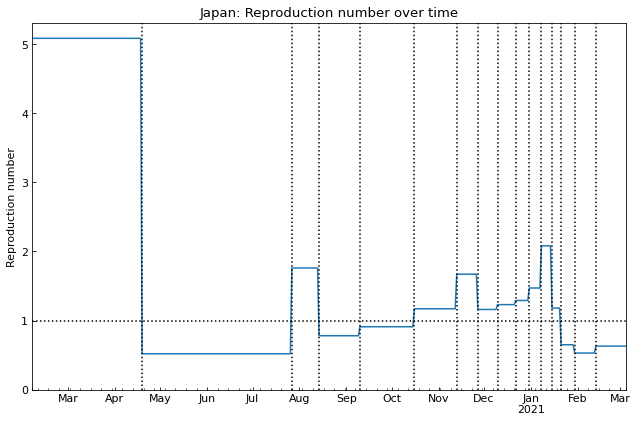 Japan: Reproduction number over time
Reproduction number
5
4
3
2
1
0
Mar Apr May Jun Jul Aug Sep Oct Nov Dec Jan Feb Mar
2021